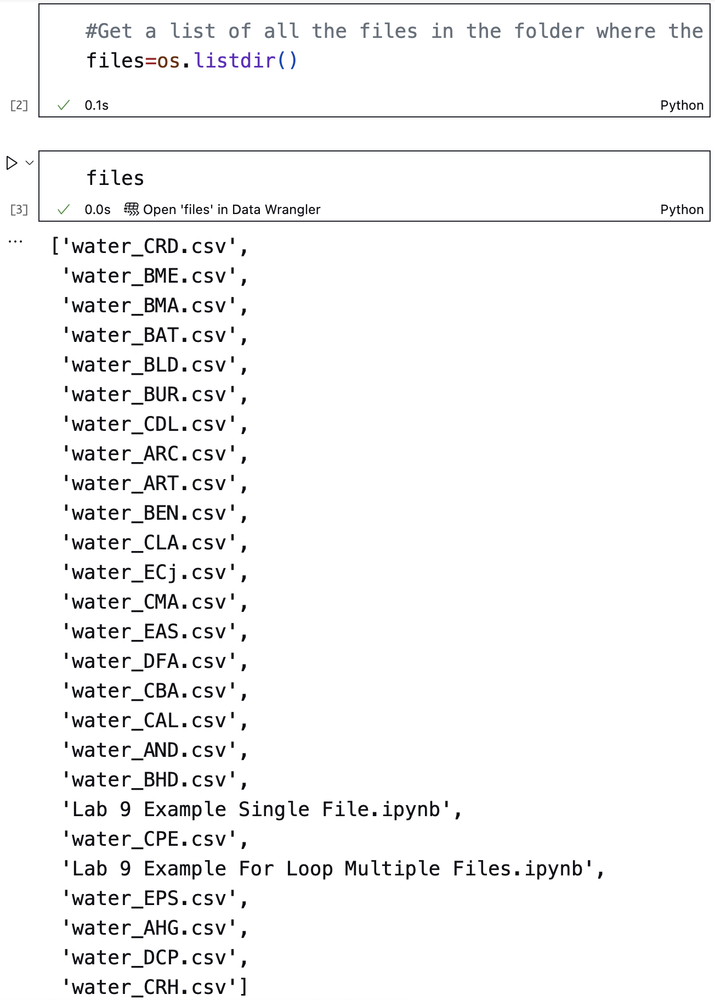 #Get a list of all the files in the folder where the
files=os.listdir()
[2] 0.1s Python
files
[3] 0.0s Open 'files' in Data Wrangler Python
... ['water_CRD.csv',
'water_BME.csv',
'water_BMA.csv',
'water_BAT.csv',
'water_BLD.csv',
'water_BUR.csv',
'water_CDL.csv',
'water_ARC.csv',
'water_ART.csv',
'water_BEN.csv',
'water_CLA.csv',
'water_ECj.csv',
'water_CMA.csv',
'water_EAS.csv',
'water_DFA.csv',
'water_CBA.csv',
'water_CAL.csv',
'water_AND.csv',
'water_BHD.csv',
'Lab 9 Example Single File.ipynb',
'water_CPE.csv',
'Lab 9 Example For Loop Multiple Files.ipynb',
'water_EPS.csv',
'water_AHG.csv',
'water_DCP.csv',
'water_CRH.csv']